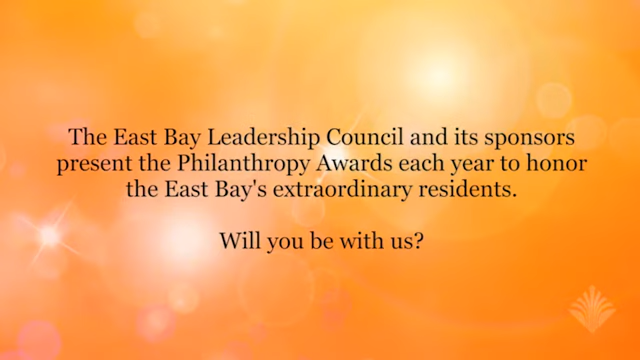 The East Bay Leadership Council and its sponsors
present the Philanthropy Awards each year to honor
the East Bay's extraordinary residents.
Will you be with us?